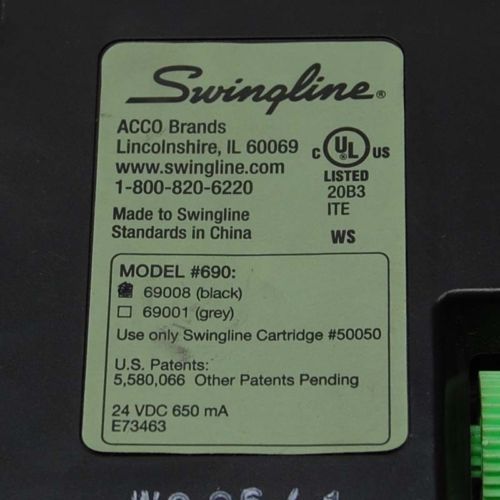 Swingline®
ACCO Brands
Lincolnshire, IL 60069
www.swingline.com
1-800-820-6220
Made to Swingline
Standards in China
C UL US
LISTED
20B3
ITE
WS
MODEL #690:
69008 (black)
69001 (grey)
Use only Swingline Cartridge #50050
U.S. Patents:
5,580,066 Other Patents Pending
24 VDC 650 mA
E73463